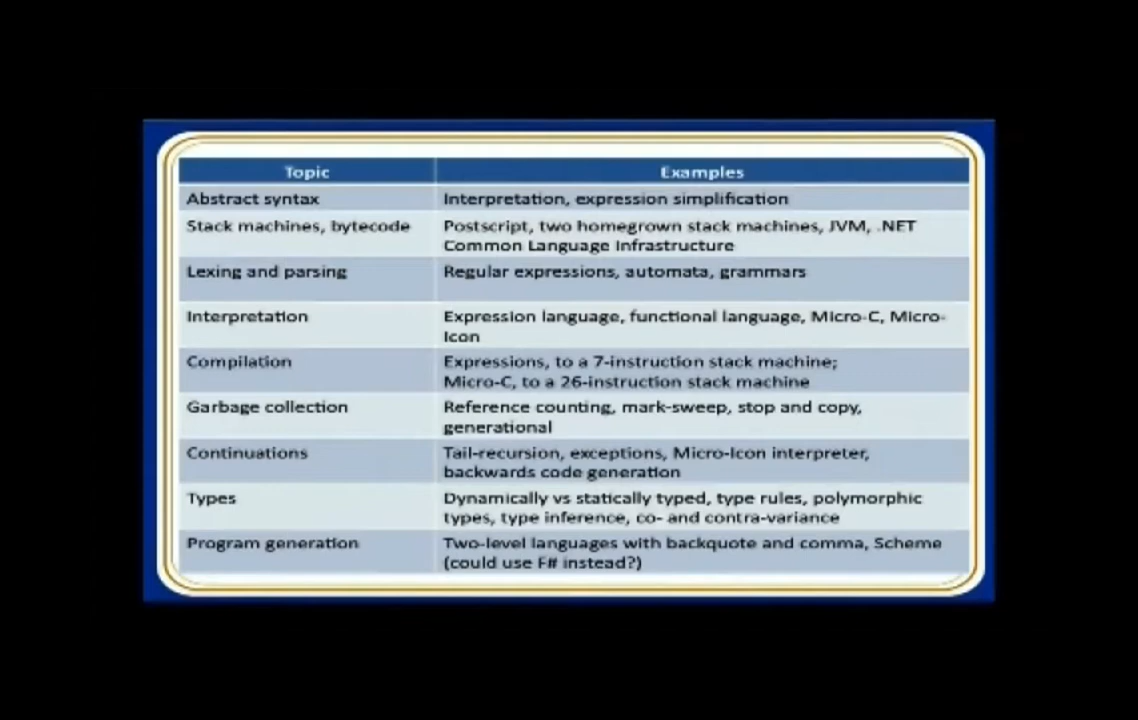 Topic Examples
Abstract syntax Interpretation, expression simplification
Stack machines, bytecode Postscript, two homegrown stack machines, JVM, .NET
Common Language Infrastructure
Lexing and parsing Regular expressions, automata, grammars
Interpretation Expression language, functional language, Micro-C, Micro-
Icon
Compilation Expressions, to a 7-instruction stack machine;
Micro-C, to a 26-instruction stack machine
Garbage collection Reference counting, mark-sweep, stop and copy,
generational
Continuations Tail-recursion, exceptions, Micro-Icon interpreter,
backwards code generation
Types Dynamically vs statically typed, type rules, polymorphic
types, type inference, co- and contra-variance
Program generation Two-level languages with backquote and comma, Scheme
(could use F# instead?)